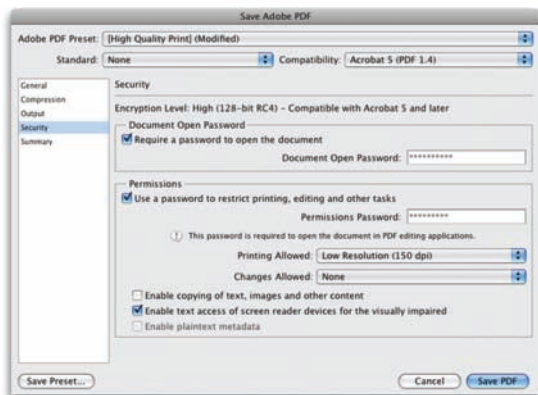 Save Adobe PDF
Adobe PDF Preset: [High Quality Print] (Modified)
Standard: None Compatibility: Acrobat 5 (PDF 1.4)
General
Compression
Output
Security
Summary
Security
Encryption Level: High (128-bit RC4) – Compatible with Acrobat 5 and later
Document Open Password
Require a password to open the document
Document Open Password: **********
Permissions
Use a password to restrict printing, editing and other tasks
Permissions Password: *********
This password is required to open the document in PDF editing applications.
Printing Allowed: Low Resolution (150 dpi)
Changes Allowed: None
Enable copying of text, images and other content
Enable text access of screen reader devices for the visually impaired
Enable plaintext metadata
Save Preset... Cancel Save PDF